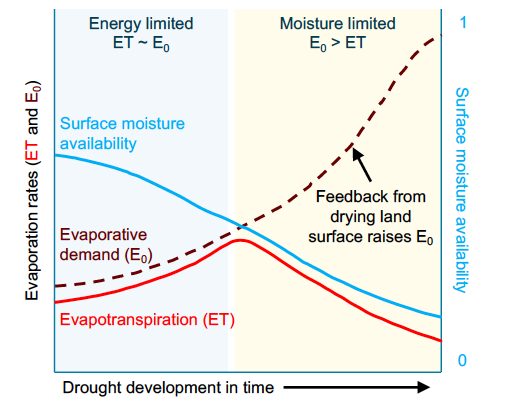 Energy limited
ET ~ E₀
Moisture limited
E₀ > ET
1
Surface moisture
availability
Evaporation rates (ET and E₀)
Surface moisture availability
Feedback from
drying land
surface raises E₀
Evaporative
demand (E₀)
Evapotranspiration (ET)
0
Drought development in time